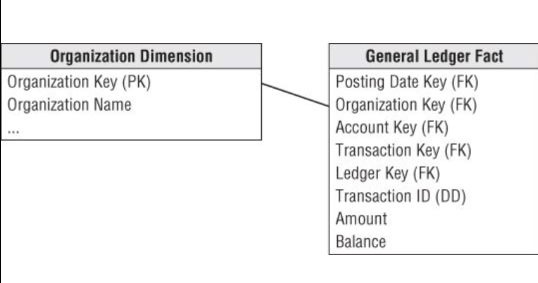 Organization Dimension
Organization Key (PK)
Organization Name
...
General Ledger Fact
Posting Date Key (FK)
Organization Key (FK)
Account Key (FK)
Transaction Key (FK)
Ledger Key (FK)
Transaction ID (DD)
Amount
Balance